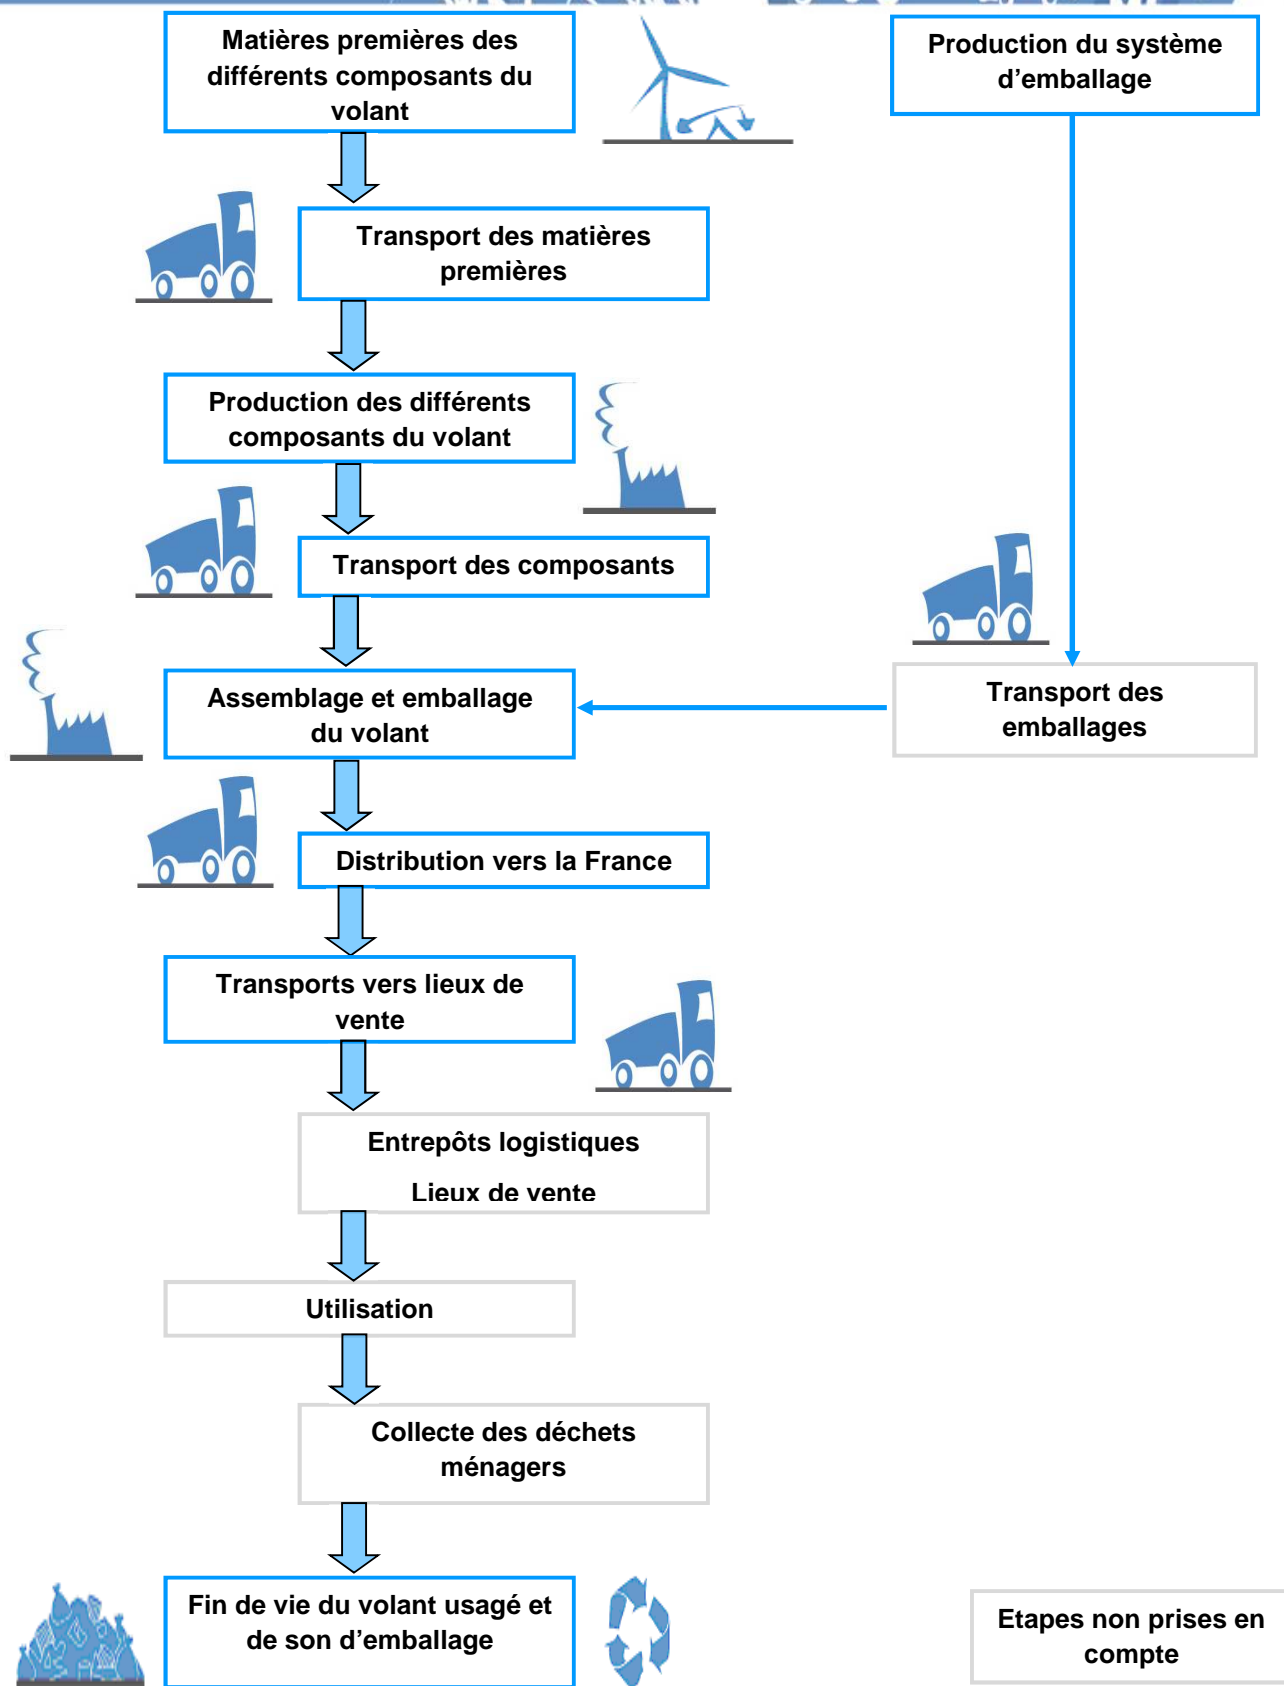 Matières premières des
différents composants du
volant
Production du système
d'emballage
Transport des matières
premières
Production des différents
composants du volant
Transport des composants
Assemblage et emballage
du volant
Transport des
emballages
Distribution vers la France
Transports vers lieux de
vente
Entrepôts logistiques
Lieux de vente
Utilisation
Collecte des déchets
ménagers
Fin de vie du volant usagé et
de son d'emballage
Etapes non prises en
compte